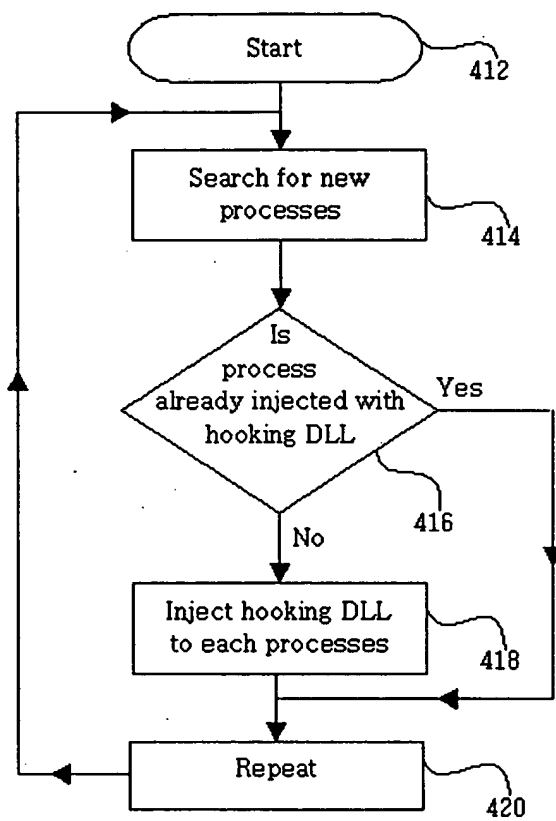 Start
412
Search for new
processes
414
Is
process
already injected with
hooking DLL
Yes
416
No
Inject hooking DLL
to each processes
418
Repeat
420